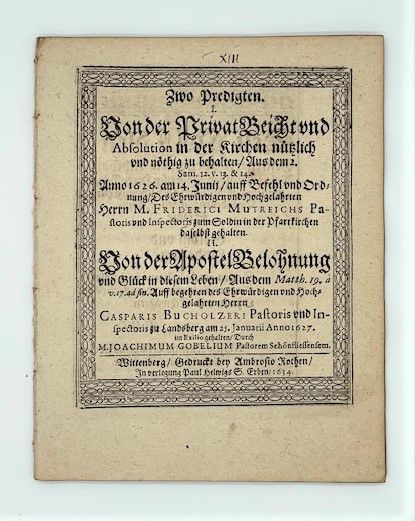 XIII
Zwo Predigten.
I.
Von der Privat Beicht vnd
Absolution in der Kirchen nützlich
vnd nöthig zu behalten / Aus dem 2.
Sam. 12. v. 13. & 14.
Anno 1626. am 14. Junii / auff Befehl vnd Ord-
nung / Des Ehrwürdigen vnd Hochgelahrten
Herrn M. FRIDERICI MUTREICHS Pa-
storis vnd Inspectoris zum Soldin in der Pfarrkirchen
daselbst gehalten.
II.
Von der Apostel Belohnung
vnd Glück in diesem Leben / Aus dem Matth. 19. à
v. 17. ad fin. Auff begehren des Ehrwürdigen vnd Hoch-
gelahrten Herrn
CASPARIS BUCHOLZERI Pastoris vnd In-
spectoris zu Landsberg am 25. Januarii Anno 1627.
im Exilio gehalten / Durch
M. JOACHIMUM GOBELIUM Pastorem Schönfliessensem.
Wittenberg / Gedruckt bey Ambrosio Rothen /
In verlegung Paul Helwigs S. Erben / 1634.